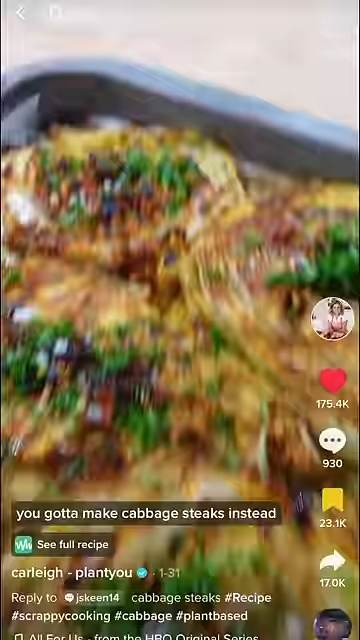 175.4K
930
you gotta make cabbage steaks instead
23.1K
See full recipe
carleigh - plantyou · 1-31
17.0K
Reply to jskeen14 cabbage steaks #Recipe
#scrappycooking #cabbage #plantbased
All For Us - from the HBO Original Series